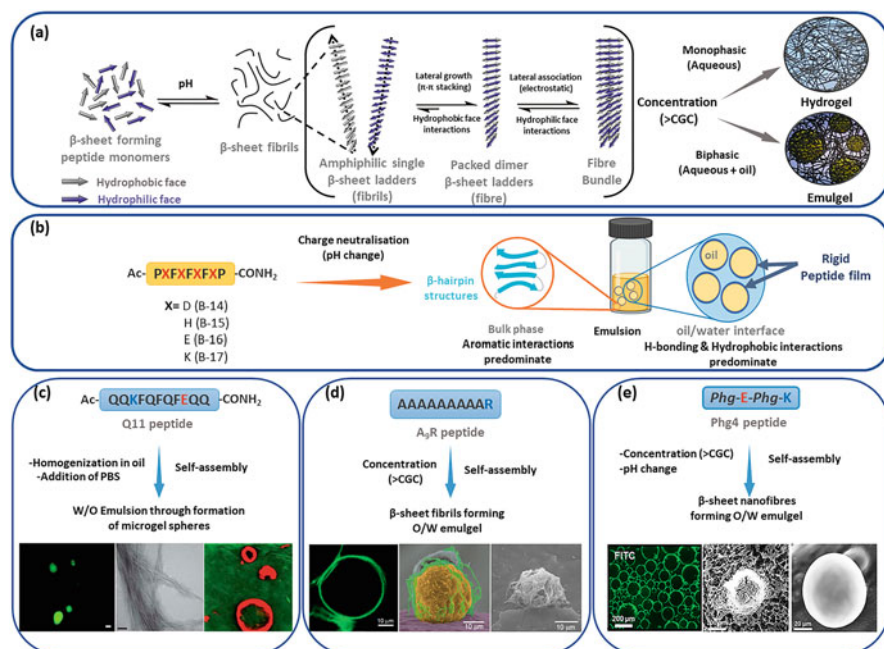 (a)
pH
β-sheet forming
peptide monomers
Hydrophobic face
Hydrophilic face
β-sheet fibrils
Amphiphilic single
β-sheet ladders
(fibrils)
Lateral growth
(π-π stacking)
Hydrophobic face
interactions
Packed dimer
β-sheet ladders
(fibre)
Lateral association
(electrostatic)
Hydrophilic face
interactions
Fibre
Bundle
Monophasic
(Aqueous)
Concentration
(>CGC)
Biphasic
(Aqueous + oil)
Hydrogel
Emulgel
(b)
Ac- PXFXFXFXP -CONH₂
X= D (B-14)
H (B-15)
E (B-16)
K (B-17)
Charge neutralisation
(pH change)
β-hairpin
structures
Bulk phase
Aromatic interactions
predominate
Emulsion
oil
oil/water interface
H-bonding & Hydrophobic interactions
predominate
Rigid
Peptide film
(c)
Ac- QQKFQFQFEQQ -CONH₂
Q11 peptide
-Homogenization in oil
-Addition of PBS
Self-assembly
W/O Emulsion through formation
of microgel spheres
(d)
AAAAAAAAAR
A₉R peptide
Concentration
(>CGC)
Self-assembly
β-sheet fibrils forming
O/W emulgel
10 µm
10 µm
10 µm
(e)
Phg-E-Phg-K
Phg4 peptide
-Concentration (>CGC)
-pH change
Self-assembly
β-sheet nanofibres
forming O/W emulgel
FITC
200 µm
20 µm